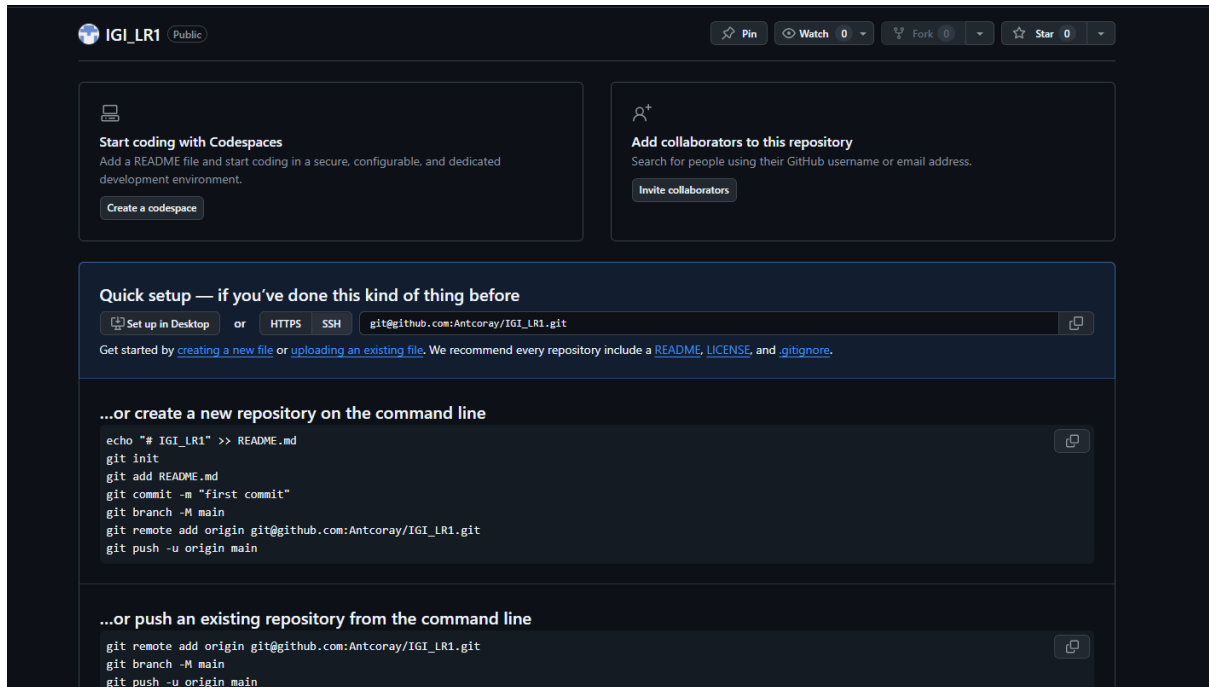 IGI_LR1 Public
Pin
Watch 0
Fork 0
Star 0
Start coding with Codespaces
Add a README file and start coding in a secure, configurable, and dedicated
development environment.
Create a codespace
Add collaborators to this repository
Search for people using their GitHub username or email address.
Invite collaborators
Quick setup — if you’ve done this kind of thing before
Set up in Desktop or HTTPS SSH git@github.com:Antcoray/IGI_LR1.git
Get started by creating a new file or uploading an existing file. We recommend every repository include a README, LICENSE, and .gitignore.
...or create a new repository on the command line
echo "# IGI_LR1" >> README.md
git init
git add README.md
git commit -m "first commit"
git branch -M main
git remote add origin git@github.com:Antcoray/IGI_LR1.git
git push -u origin main
...or push an existing repository from the command line
git remote add origin git@github.com:Antcoray/IGI_LR1.git
git branch -M main
git push -u origin main